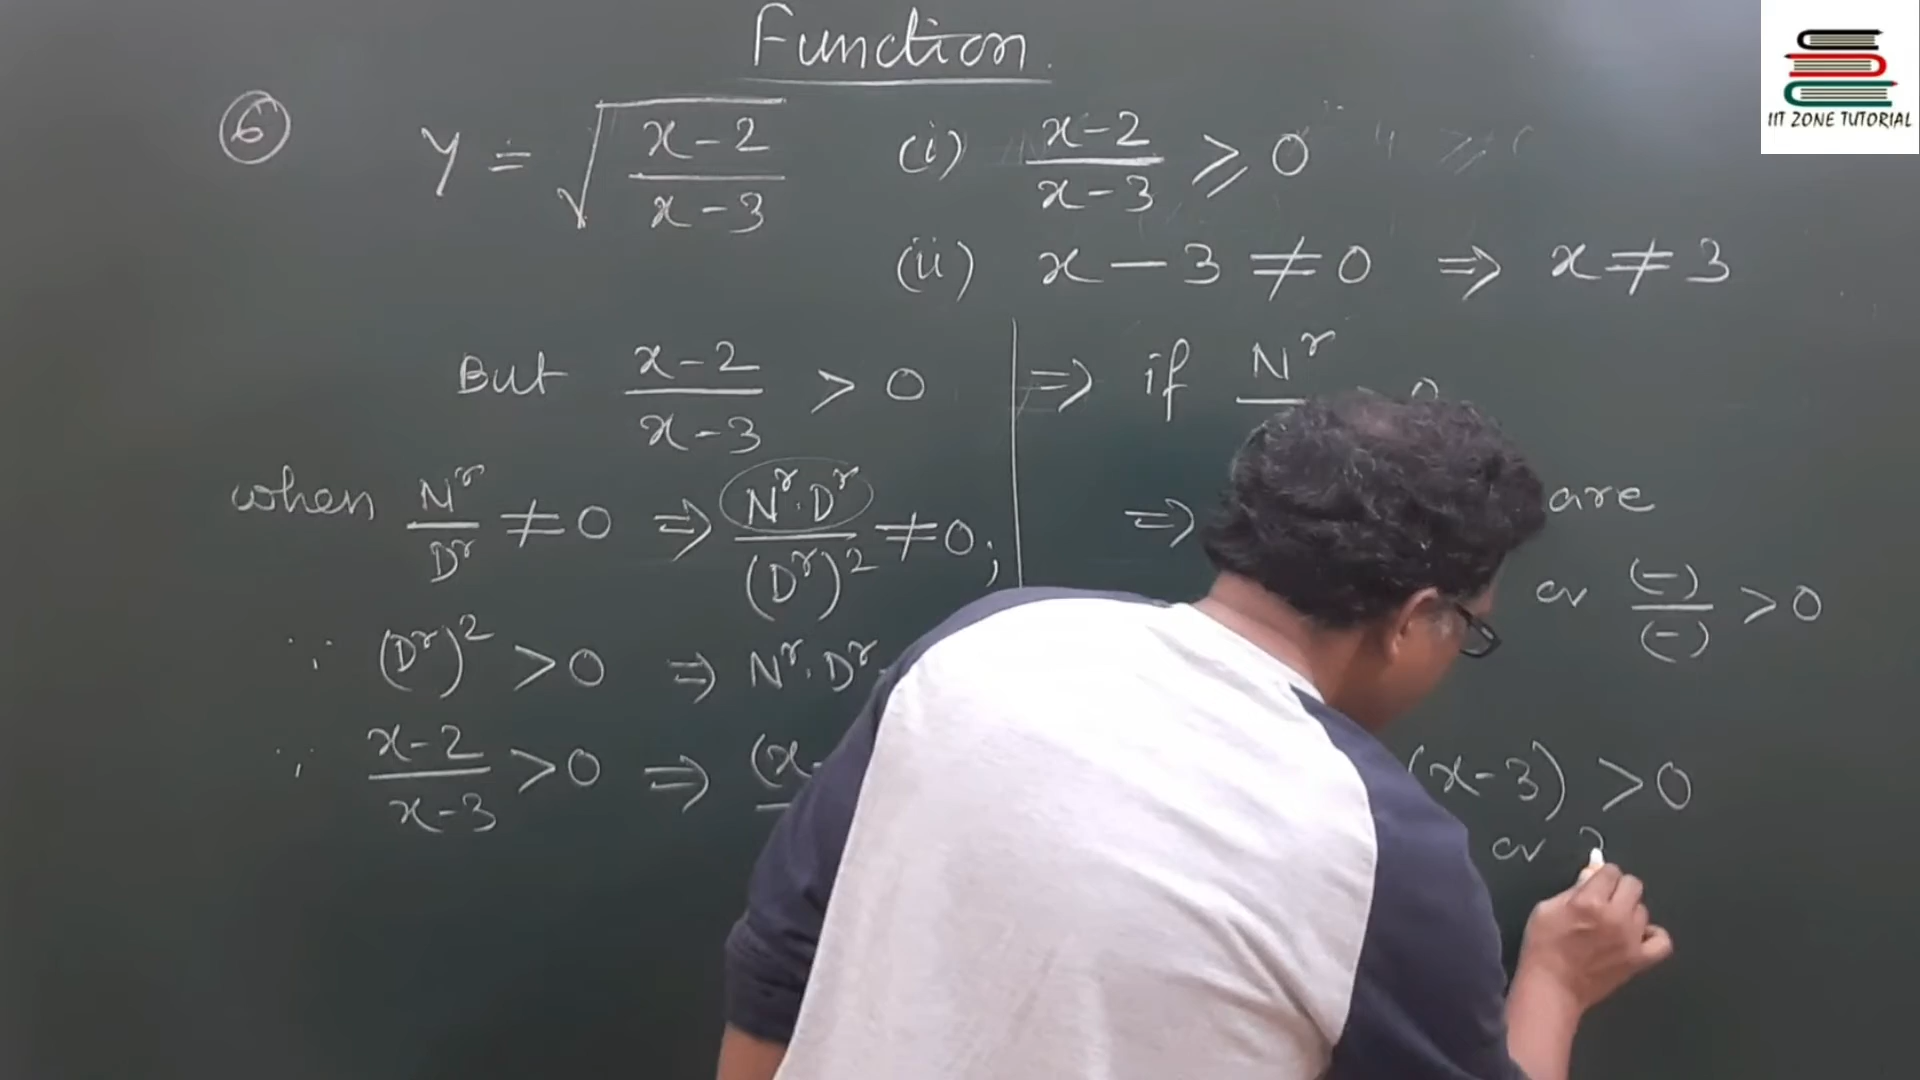 Function
IIT ZONE TUTORIAL
(6) y = √((x-2)/(x-3)) (i) (x-2)/(x-3) ⩾ 0
(ii) x - 3 ≠ 0 ⇒ x ≠ 3
But (x-2)/(x-3) > 0 ⇒ if Nʳ
when Nʳ/Dʳ ≠ 0 ⇒ Nʳ·Dʳ/(Dʳ)² ≠ 0; ⇒ are
or (-)/(-) > 0
∵ (Dʳ)² > 0 ⇒ Nʳ·Dʳ
∵ (x-2)/(x-3) > 0 ⇒ (x- (x-3) > 0
or